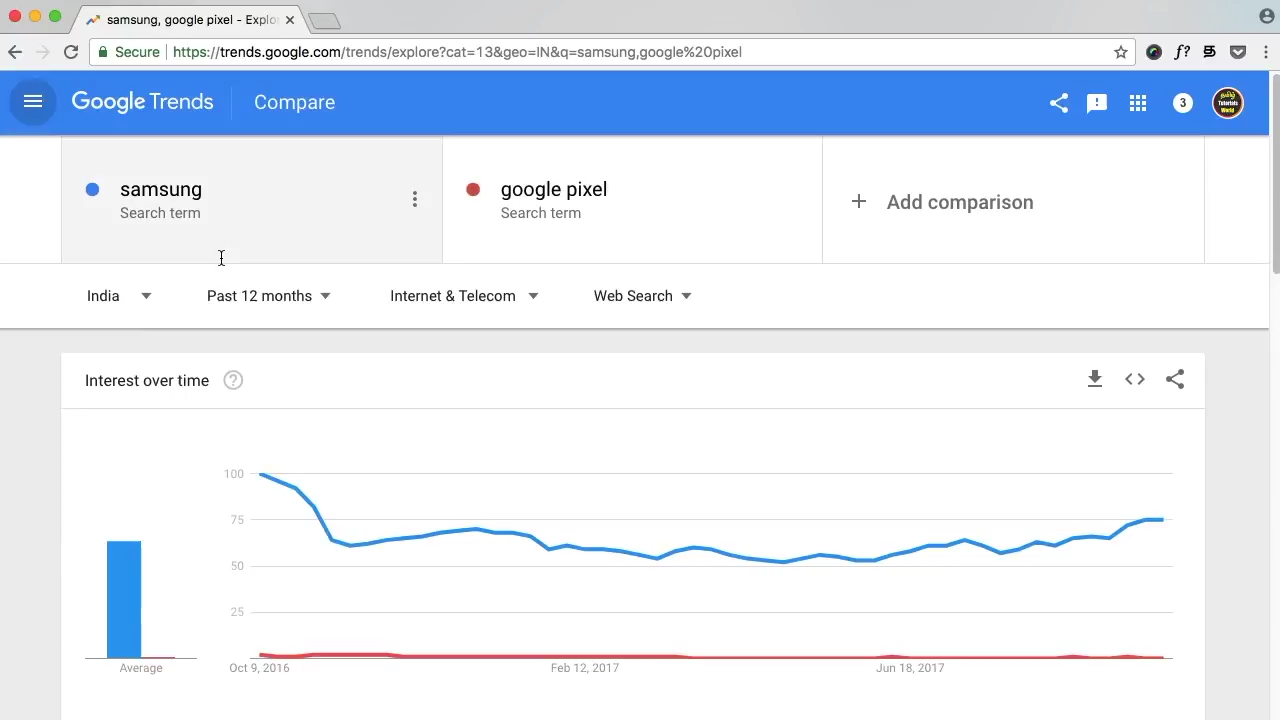 samsung, google pixel - Explo
Secure https://trends.google.com/trends/explore?cat=13&geo=IN&q=samsung,google%20pixel
f?
Google Trends Compare
3
Tutorials
World
samsung
Search term
google pixel
Search term
+ Add comparison
India
Past 12 months
Internet & Telecom
Web Search
Interest over time ?
100
75
50
25
Average
Oct 9, 2016
Feb 12, 2017
Jun 18, 2017